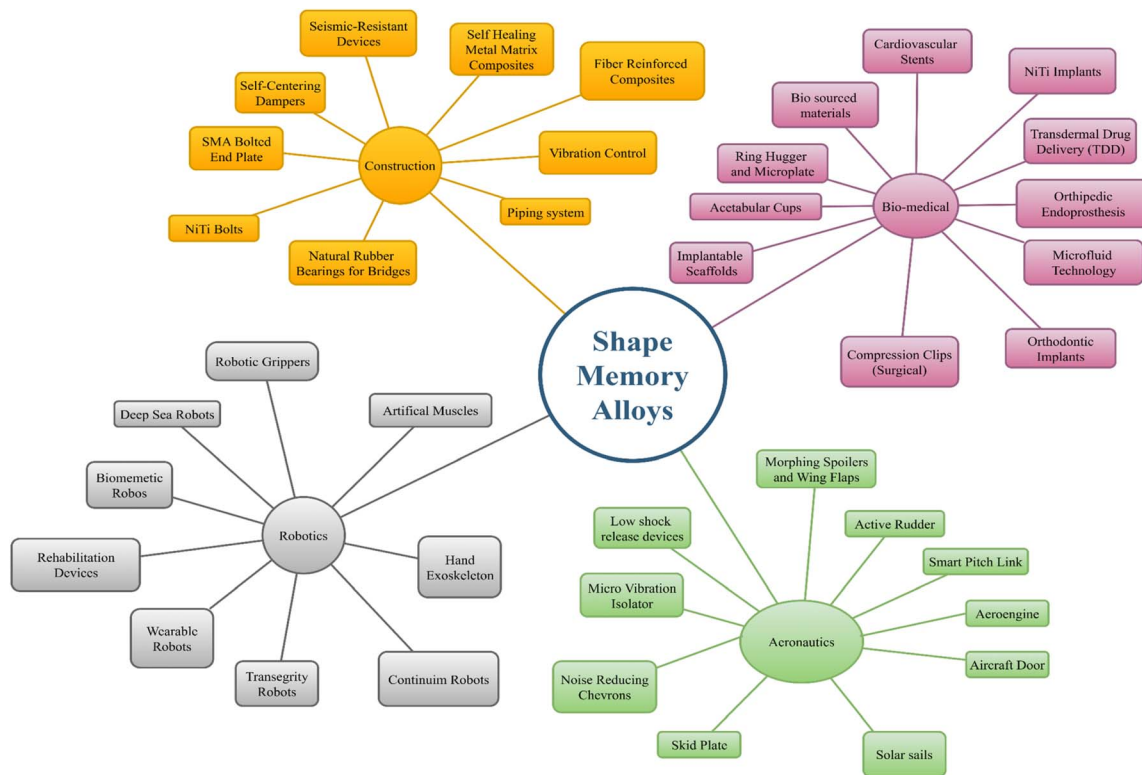 Shape
Memory
Alloys
Construction
Seismic-Resistant
Devices
Self Healing
Metal Matrix
Composites
Fiber Reinforced
Composites
Self-Centering
Dampers
SMA Bolted
End Plate
Vibration Control
NiTi Bolts
Piping system
Natural Rubber
Bearings for Bridges
Bio-medical
Cardiovascular
Stents
NiTi Implants
Bio sourced
materials
Transdermal Drug
Delivery (TDD)
Ring Hugger
and Microplate
Acetabular Cups
Orthipedic
Endoprosthesis
Implantable
Scaffolds
Microfluid
Technology
Compression Clips
(Surgical)
Orthodontic
Implants
Robotics
Robotic Grippers
Artifical Muscles
Deep Sea Robots
Biomemetic
Robos
Rehabilitation
Devices
Hand
Exoskeleton
Wearable
Robots
Transegrity
Robots
Continuim Robots
Aeronautics
Morphing Spoilers
and Wing Flaps
Low shock
release devices
Active Rudder
Smart Pitch Link
Micro Vibration
Isolator
Aeroengine
Aircraft Door
Noise Reducing
Chevrons
Skid Plate
Solar sails